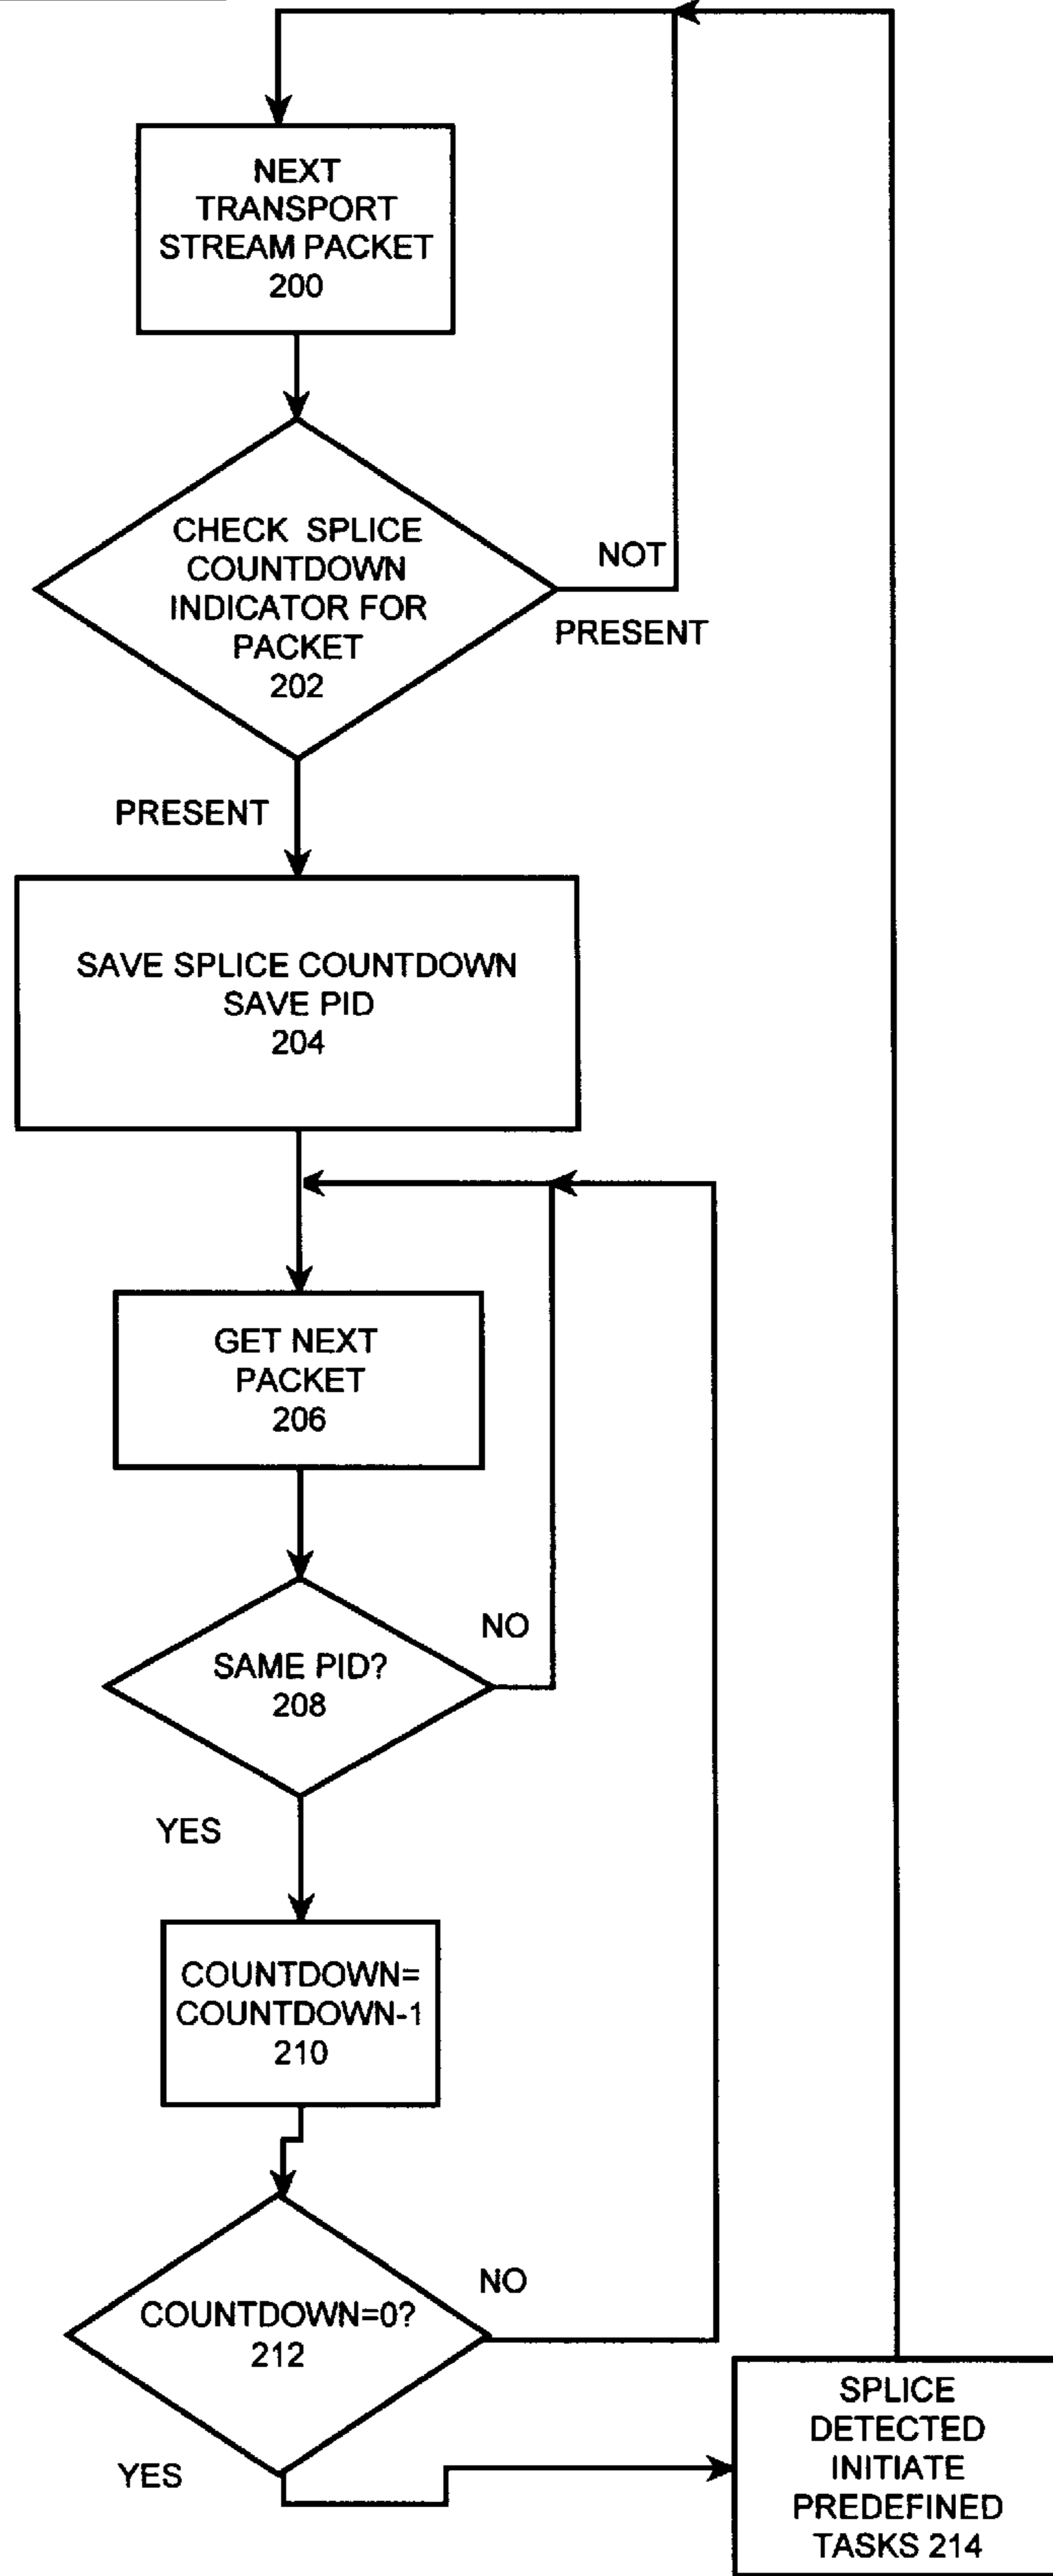 NEXT
TRANSPORT
STREAM PACKET
200
CHECK SPLICE
COUNTDOWN
INDICATOR FOR
PACKET
202
NOT
PRESENT
PRESENT
SAVE SPLICE COUNTDOWN
SAVE PID
204
GET NEXT
PACKET
206
SAME PID?
208
NO
YES
COUNTDOWN=
COUNTDOWN-1
210
COUNTDOWN=0?
212
NO
YES
SPLICE
DETECTED
INITIATE
PREDEFINED
TASKS 214